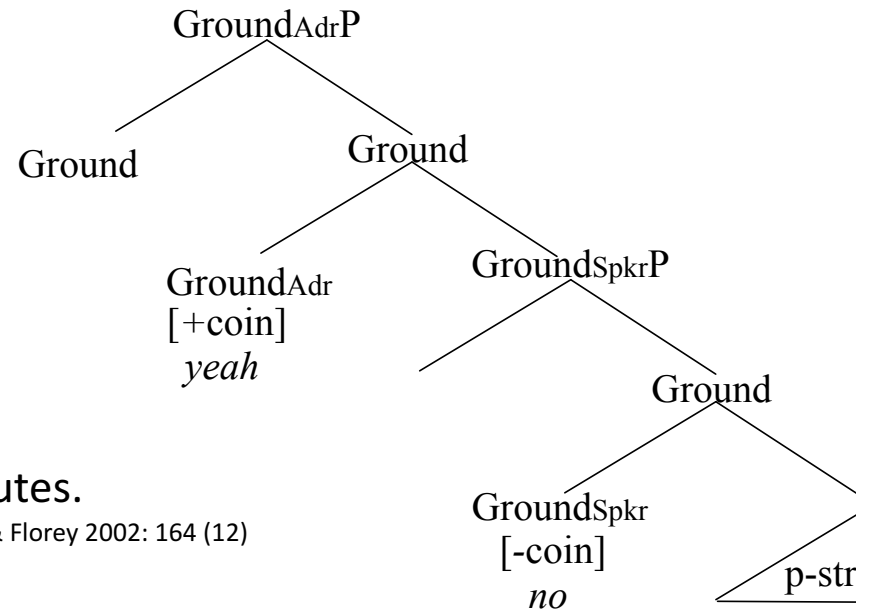 GroundAdrP
Ground
Ground
GroundAdr
[+coin]
yeah
GroundSpkrP
Ground
GroundSpkr
[-coin]
no
p-str
utes.
& Florey 2002: 164 (12)